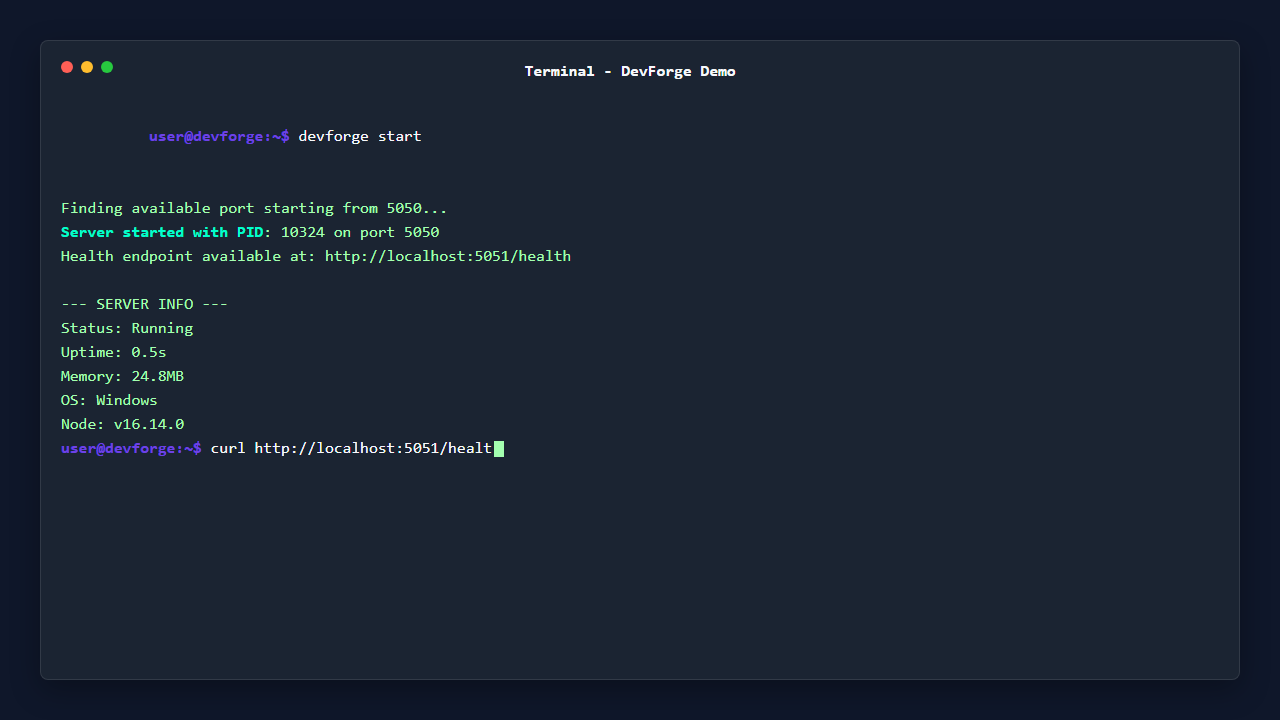 Terminal - DevForge Demo
user@devforge:~$ devforge start
Finding available port starting from 5050...
Server started with PID: 10324 on port 5050
Health endpoint available at: http://localhost:5051/health
--- SERVER INFO ---
Status: Running
Uptime: 0.5s
Memory: 24.8MB
OS: Windows
Node: v16.14.0
user@devforge:~$ curl http://localhost:5051/healt